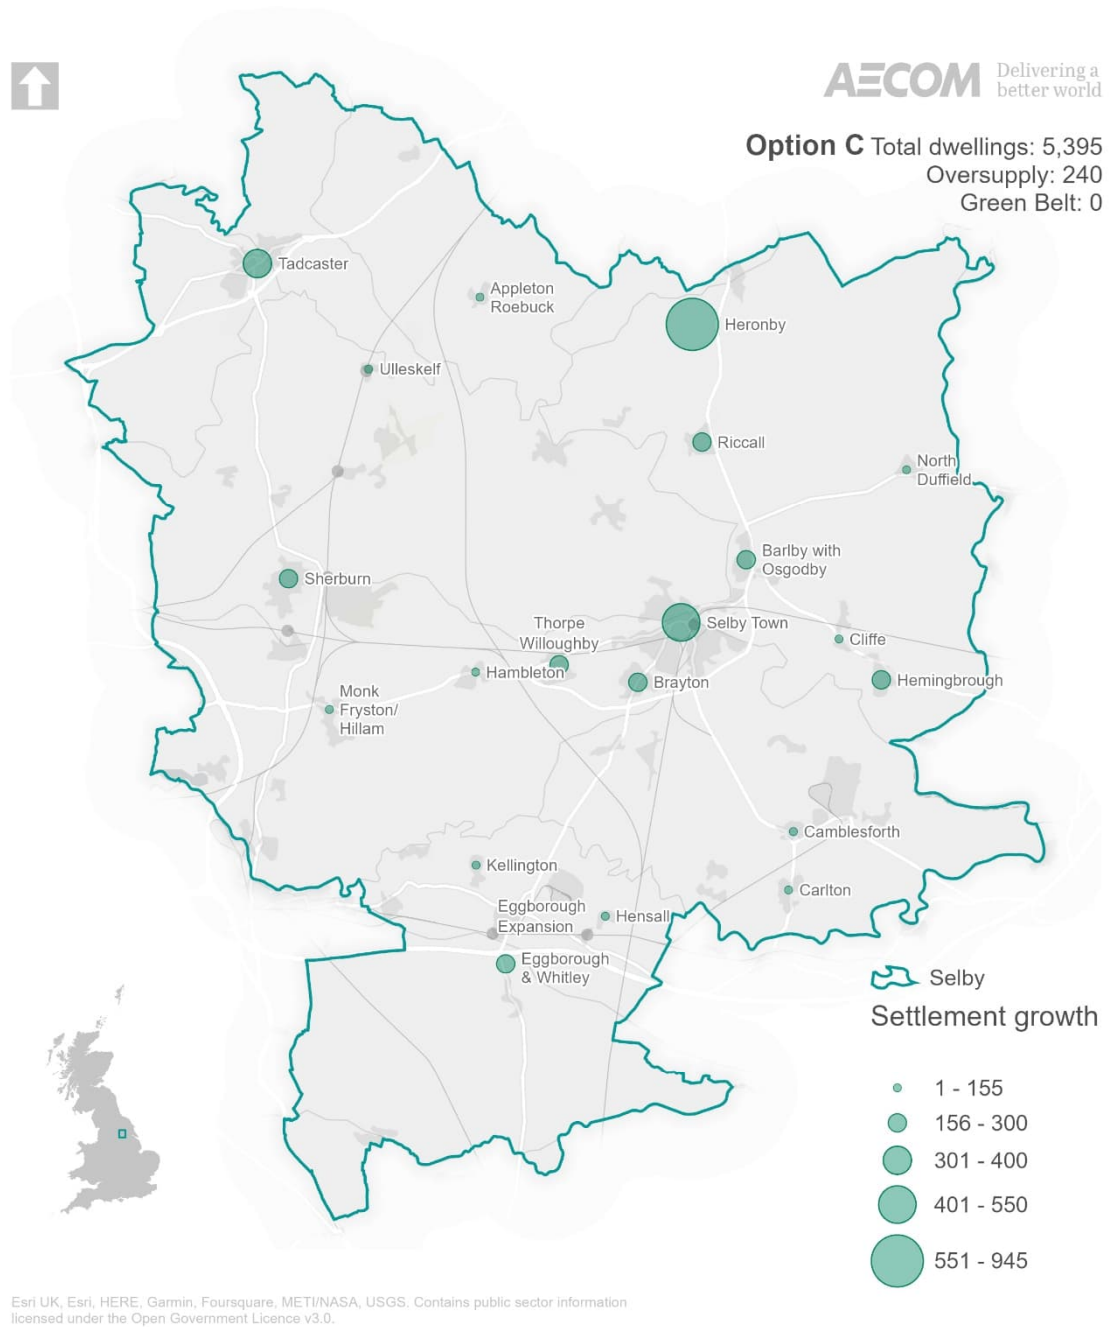 AECOM
Delivering a
better world
Option C Total dwellings: 5,395
Oversupply: 240
Green Belt: 0
Tadcaster
Appleton
Roebuck
Heronby
Ulleskelf
Riccall
North
Duffield
Barlby with
Osgodby
Sherburn
Thorpe
Willoughby
Selby Town
Cliffe
Hambleton
Brayton
Hemingbrough
Monk
Fryston/
Hillam
Camblesforth
Kellington
Carlton
Eggborough
Expansion
Hensall
Eggborough
& Whitley
Selby
Settlement growth
1 - 155
156 - 300
301 - 400
401 - 550
551 - 945
Esri UK, Esri, HERE, Garmin, Foursquare, METI/NASA, USGS. Contains public sector information
licensed under the Open Government Licence v3.0.